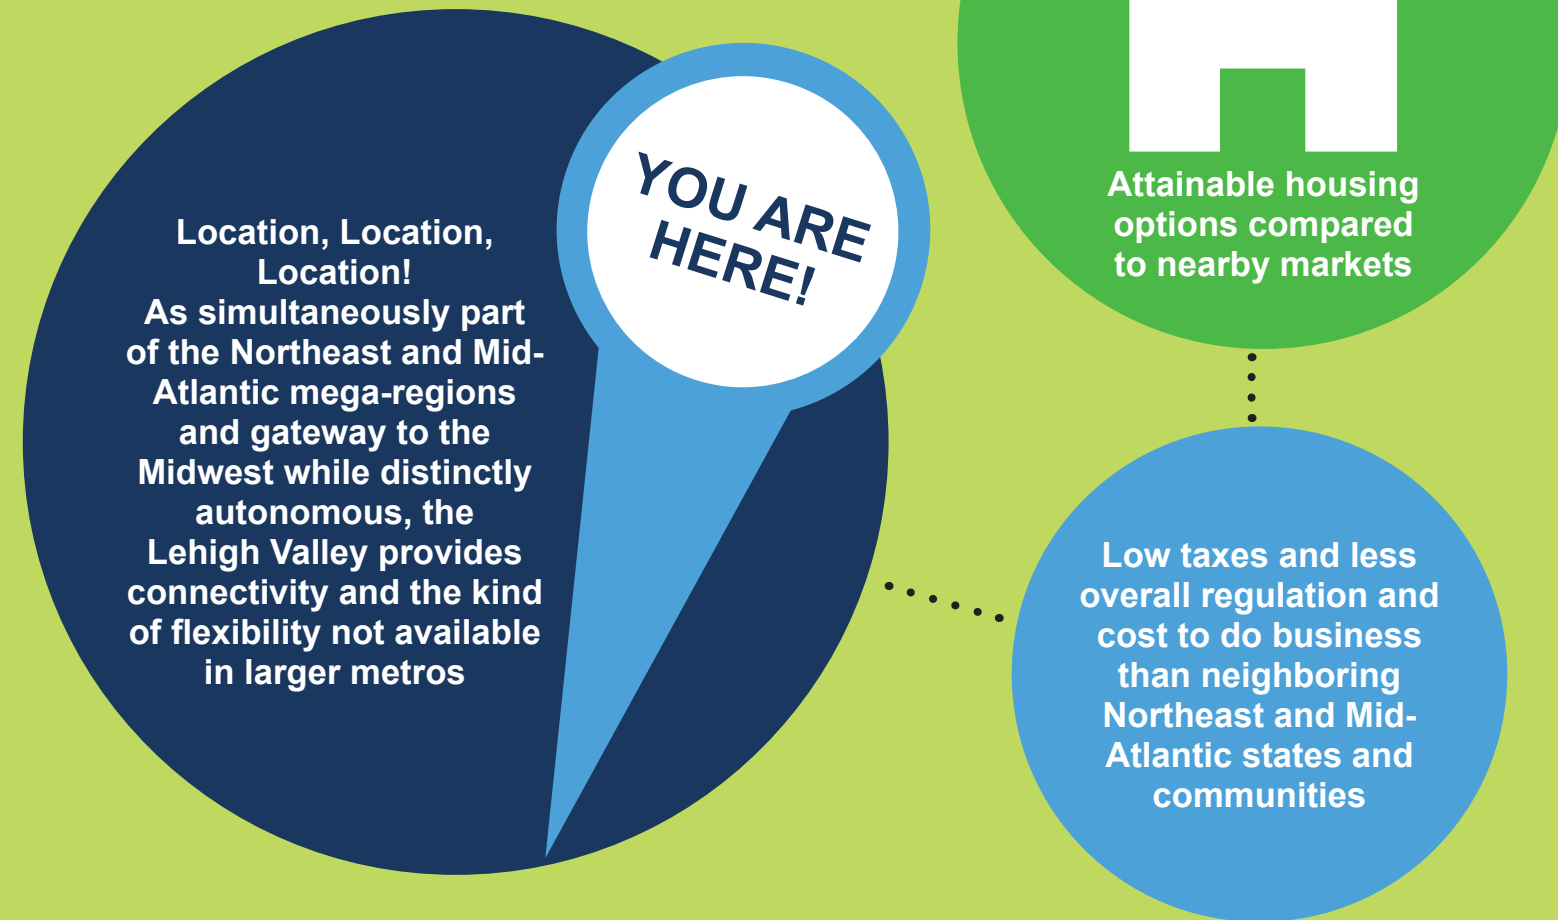 Location, Location,
Location!
As simultaneously part
of the Northeast and Mid-
Atlantic mega-regions
and gateway to the
Midwest while distinctly
autonomous, the
Lehigh Valley provides
connectivity and the kind
of flexibility not available
in larger metros
YOU ARE
HERE!
Attainable housing
options compared
to nearby markets
Low taxes and less
overall regulation and
cost to do business
than neighboring
Northeast and Mid-
Atlantic states and
communities